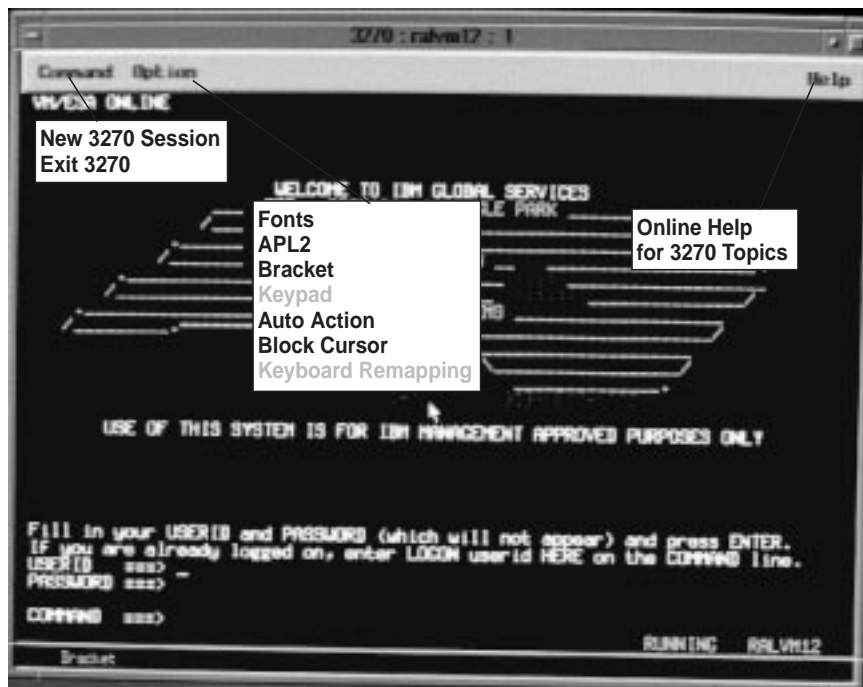 3270 : ralvm12 : 1
Command Option Help
VM/ESA ONLINE
New 3270 Session
Exit 3270
WELCOME TO IBM GLOBAL SERVICES
LE PARK
Fonts
APL2
Bracket
Keypad
Auto Action
Block Cursor
Keyboard Remapping
Online Help
for 3270 Topics
USE OF THIS SYSTEM IS FOR IBM MANAGEMENT APPROVED PURPOSES ONLY
Fill in your USERID and PASSWORD (which will not appear) and press ENTER.
IF you are already logged on, enter LOGON userid HERE on the COMMAND line.
USERID ===>
PASSWORD ===>
COMMAND ===>
RUNNING RALVM12
Bracket